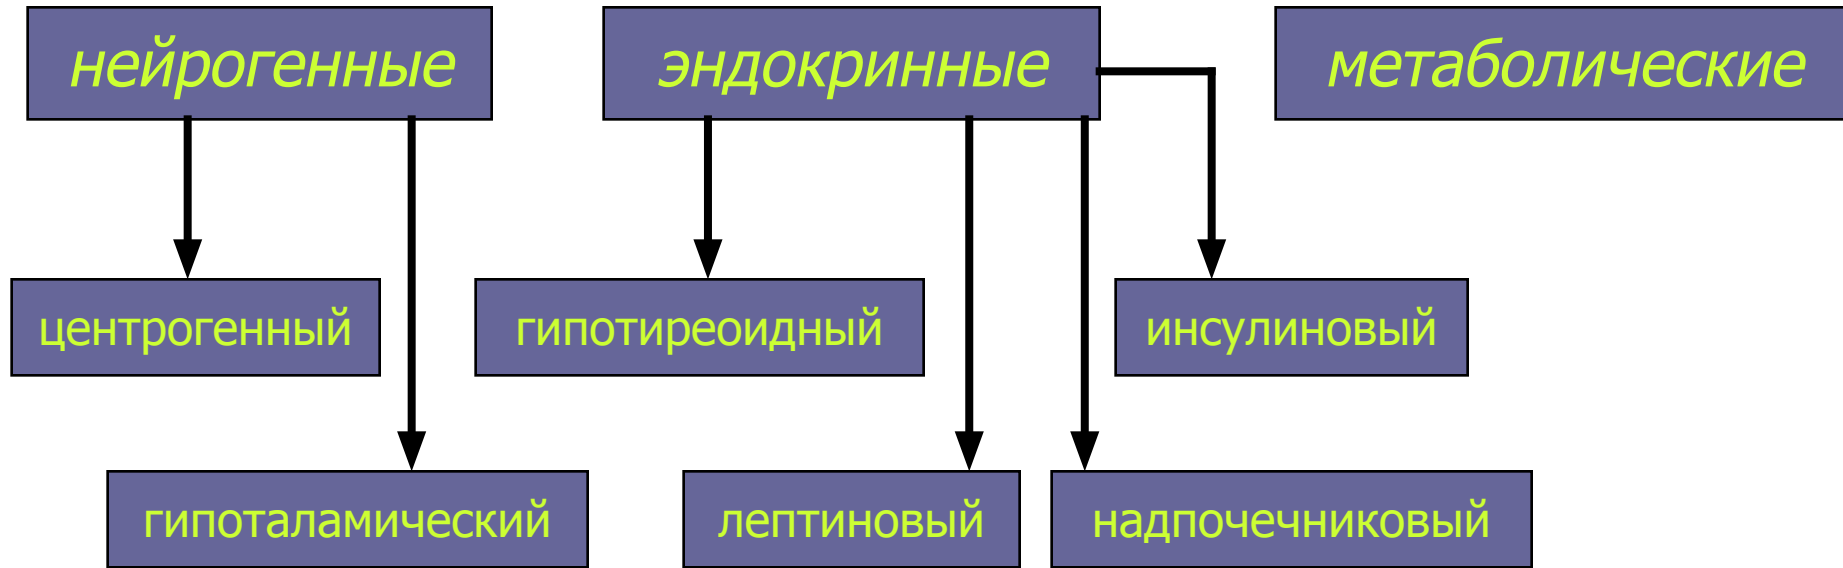 нейрогенные
эндокринные
метаболические
центрогенный
гипотиреоидный
инсулиновый
гипоталамический
лептиновый
надпочечниковый